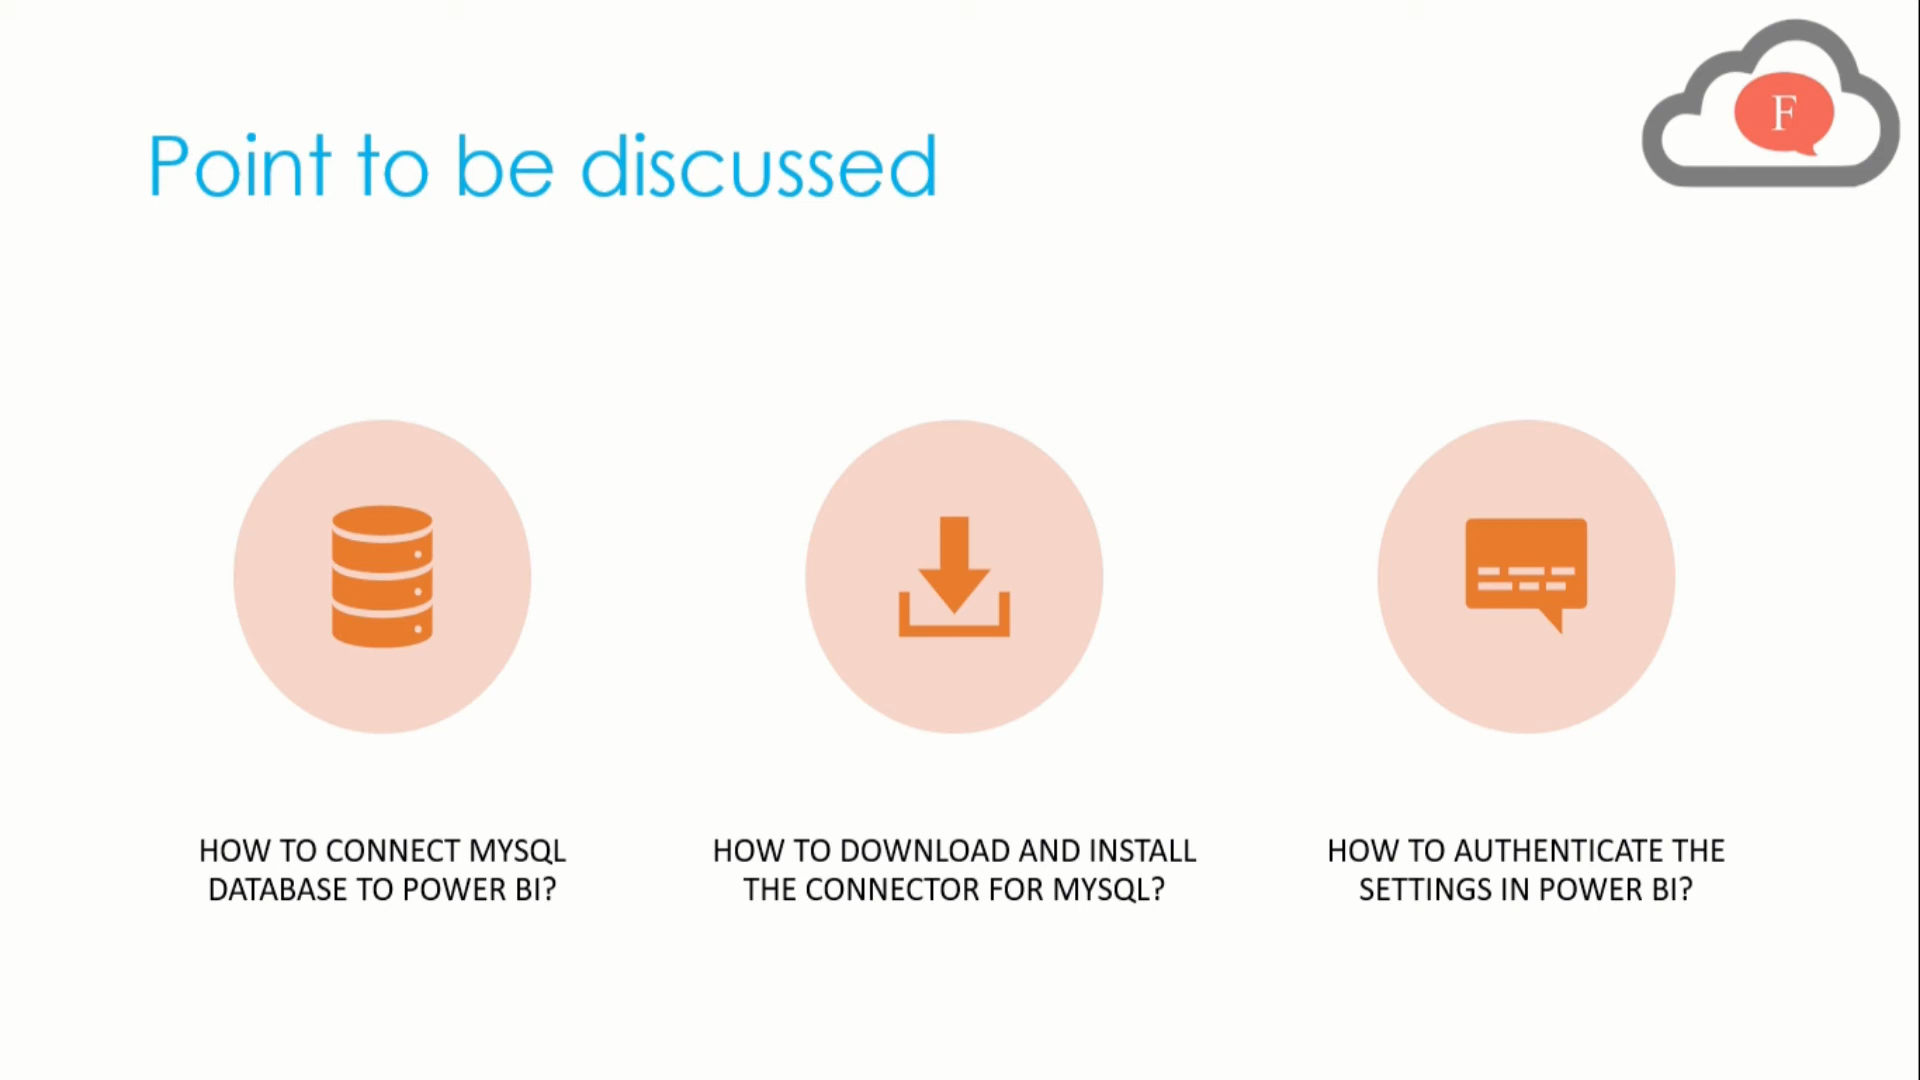 F
Point to be discussed
HOW TO CONNECT MYSQL
DATABASE TO POWER BI?
HOW TO DOWNLOAD AND INSTALL
THE CONNECTOR FOR MYSQL?
HOW TO AUTHENTICATE THE
SETTINGS IN POWER BI?